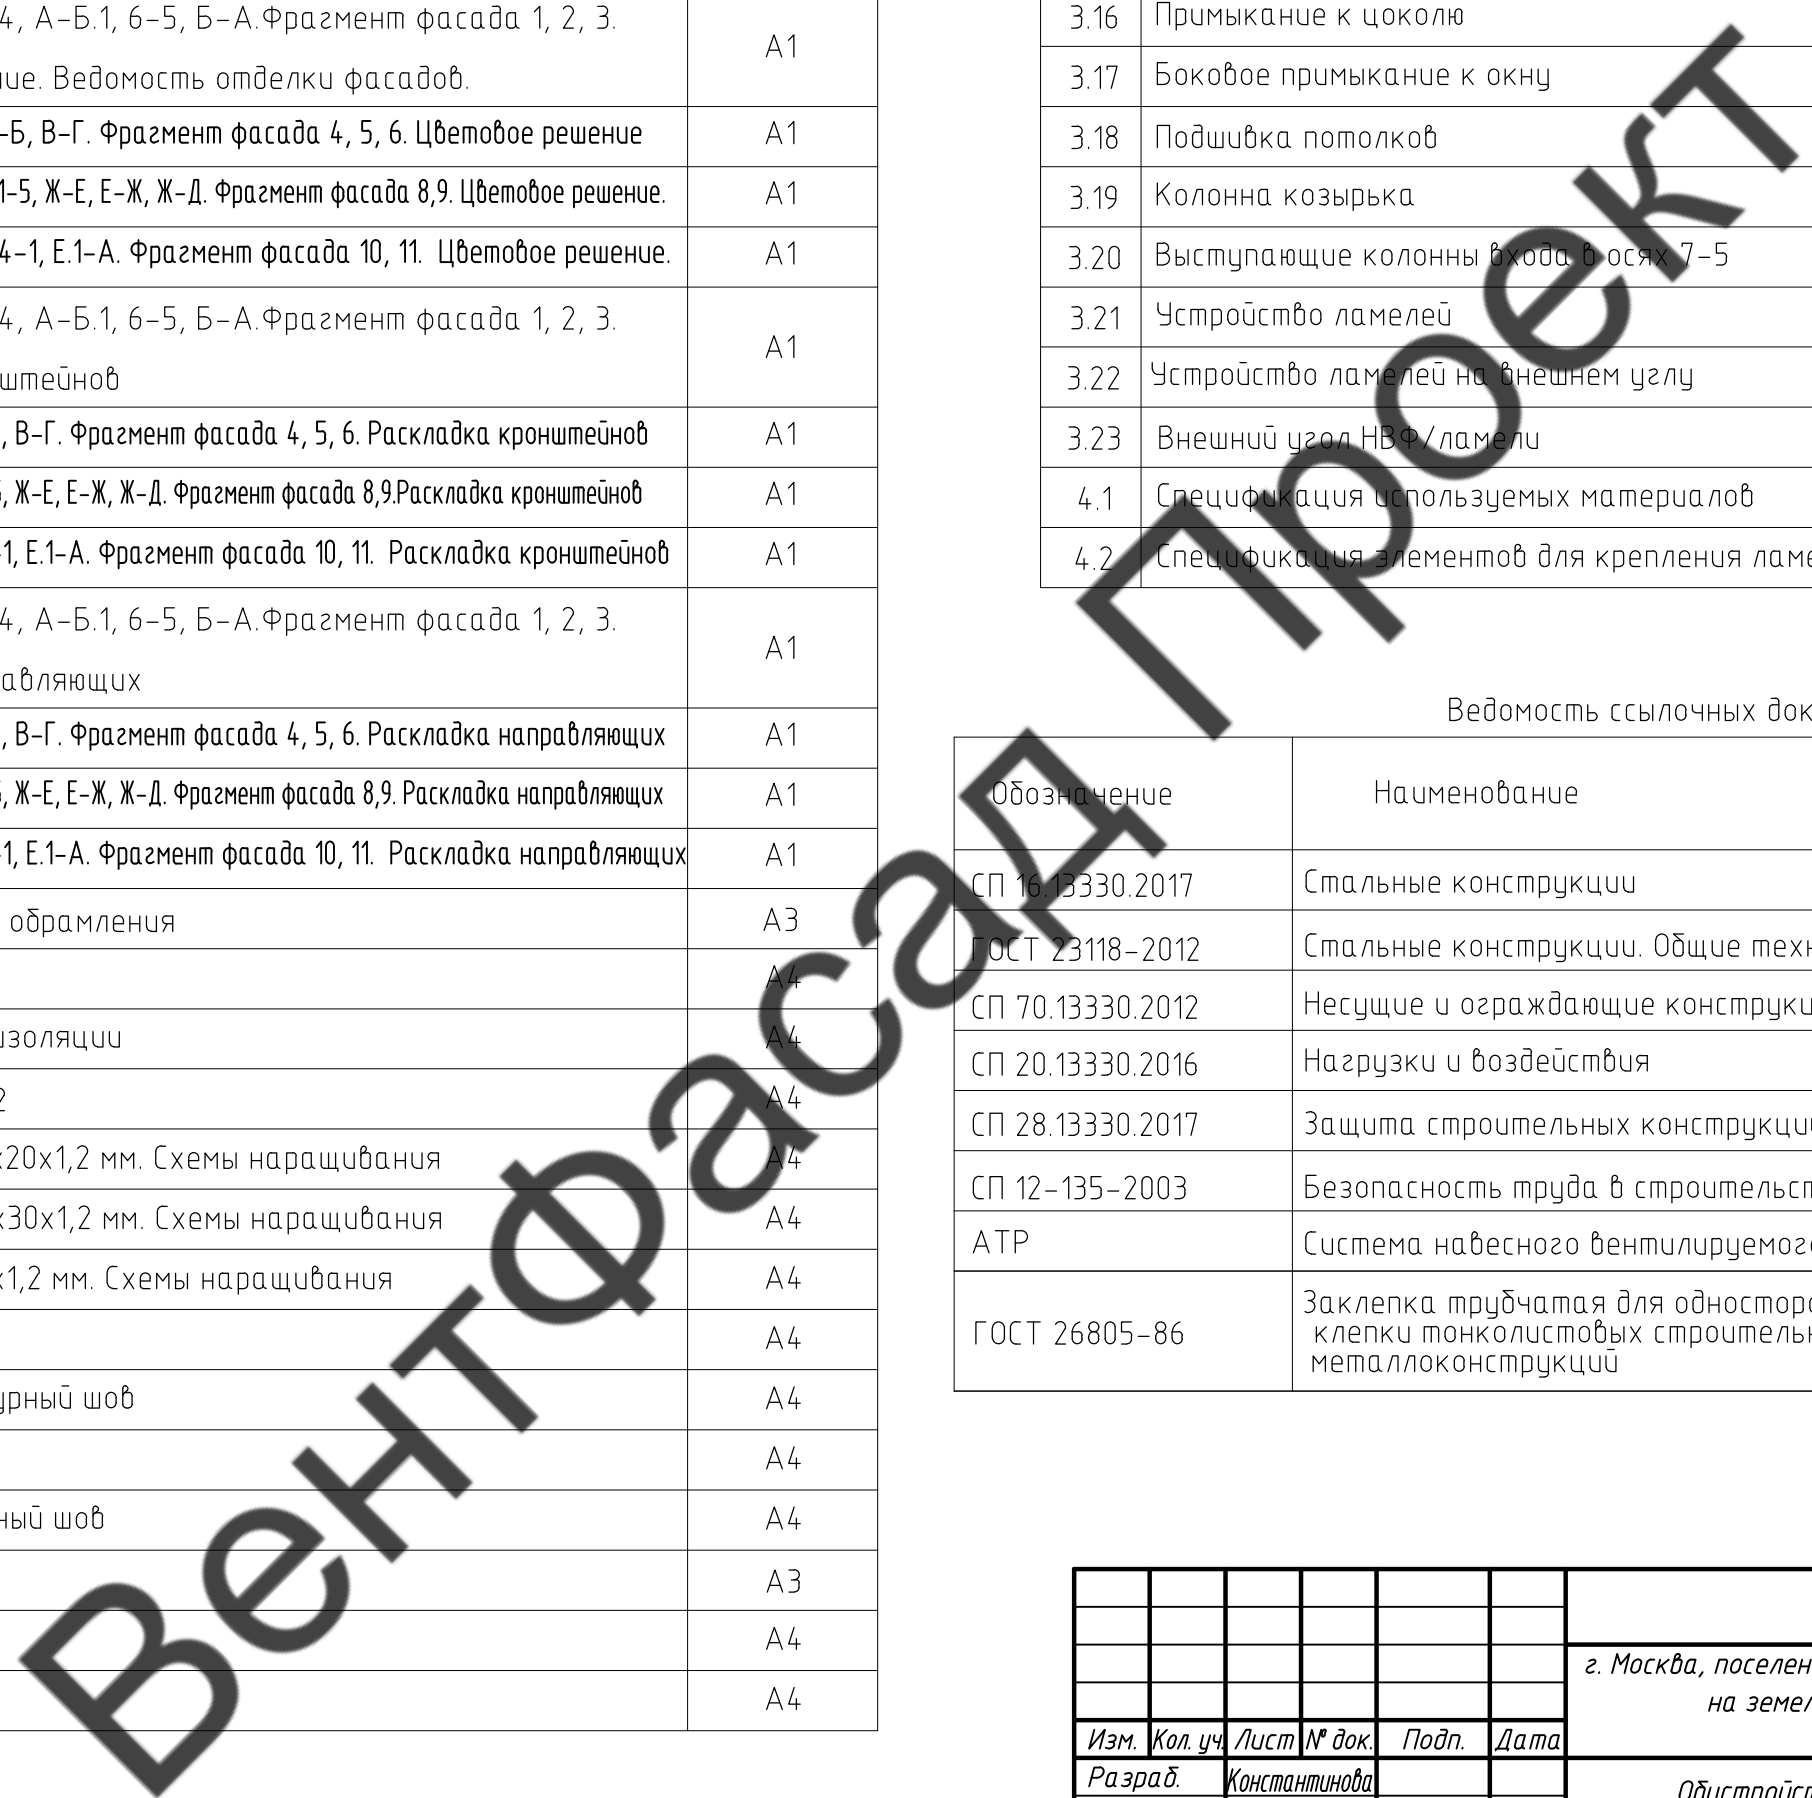 4, А-Б.1, 6-5, Б-А.Фрагмент фасада 1, 2, 3.
ие. Ведомость отделки фасадов.
А1
-Б, В-Г. Фрагмент фасада 4, 5, 6. Цветовое решение А1
1-5, Ж-Е, Е-Ж, Ж-Д. Фрагмент фасада 8,9. Цветовое решение. А1
4-1, Е.1-А. Фрагмент фасада 10, 11. Цветовое решение. А1
4, А-Б.1, 6-5, Б-А.Фрагмент фасада 1, 2, 3.
штейнов
А1
, В-Г. Фрагмент фасада 4, 5, 6. Раскладка кронштейнов А1
, Ж-Е, Е-Ж, Ж-Д. Фрагмент фасада 8,9.Раскладка кронштейнов А1
-1, Е.1-А. Фрагмент фасада 10, 11. Раскладка кронштейнов А1
4, А-Б.1, 6-5, Б-А.Фрагмент фасада 1, 2, 3.
авляющих
А1
, В-Г. Фрагмент фасада 4, 5, 6. Раскладка направляющих А1
, Ж-Е, Е-Ж, Ж-Д. Фрагмент фасада 8,9. Раскладка направляющих А1
-1, Е.1-А. Фрагмент фасада 10, 11. Раскладка направляющих А1
обрамления А3
А4
изоляции А4
2 А4
х20х1,2 мм. Схемы наращивания А4
х30х1,2 мм. Схемы наращивания А4
х1,2 мм. Схемы наращивания А4
А4
урный шов А4
А4
ный шов А4
А3
А4
А4
3.16 Примыкание к цоколю
3.17 Боковое примыкание к окну
3.18 Подшивка потолков
3.19 Колонна козырька
3.20 Выступающие колонны входа в осях 7-5
3.21 Устройство ламелей
3.22 Устройство ламелей на внешнем углу
3.23 Внешний угол НВФ/ламели
4.1 Спецификация используемых материалов
4.2 Спецификация элементов для крепления ламе
Ведомость ссылочных док
Обозначение Наименование
СП 16.13330.2017 Стальные конструкции
ГОСТ 23118-2012 Стальные конструкции. Общие техн
СП 70.13330.2012 Несущие и ограждающие конструкци
СП 20.13330.2016 Нагрузки и воздействия
СП 28.13330.2017 Защита строительных конструкций
СП 12-135-2003 Безопасность труда в строительст
АТР Система навесного вентилируемого
ГОСТ 26805-86 Заклепка трубчатая для односторо
клепки тонколистовых строительн
металлоконструкций
г. Москва, поселен
на земел
Изм. Кол. уч. Лист № док. Подп. Дата
Разраб. Константинова
Обустройст
ВентФасад Проект